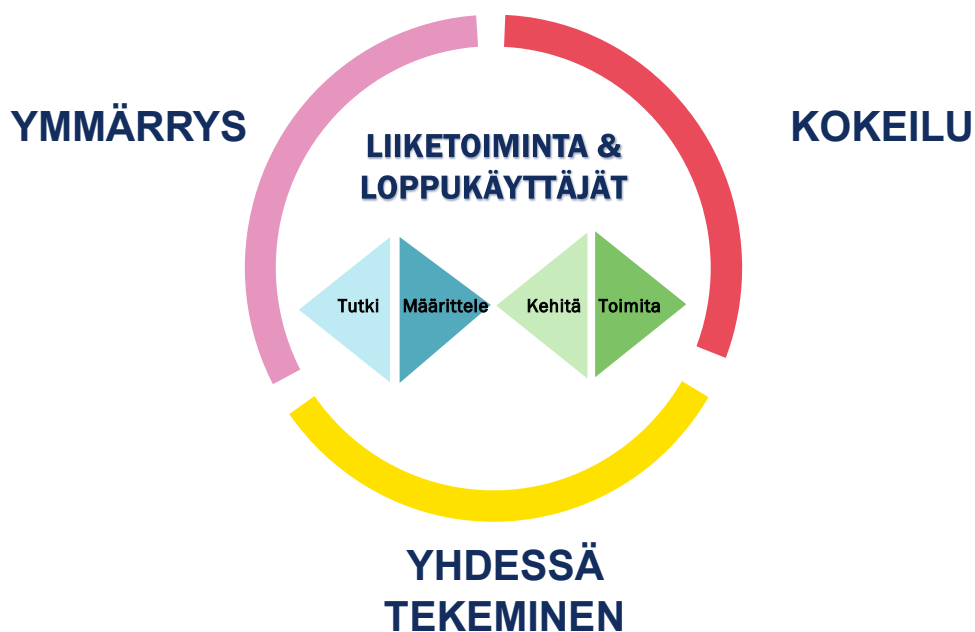 YMMÄRRYS
KOKEILU
LIIKETOIMINTA &
LOPPUKÄYTTÄJÄT
Tutki
Määrittele
Kehitä
Toimita
YHDESSÄ
TEKEMINEN